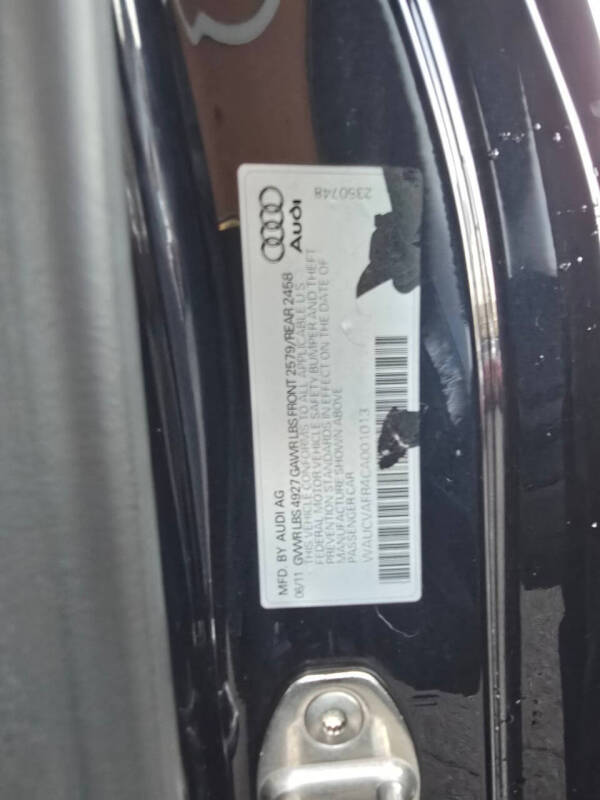 MFD. BY AUDI AG
06/11 GWVR LBS 4927 GAWR LBS FRONT 2579/REAR 2458
THIS VEHICLE CONFORMS TO ALL APPLICABLE U S
FEDERAL MOTOR VEHICLE SAFETY BUMPER AND THEFT
PREVENTION STANDARDS IN EFFECT ON THE DATE OF
MANUFACTURE SHOWN ABOVE
PASSENGER CAR
WAUCVAFR4CA001013
Audi
2350748